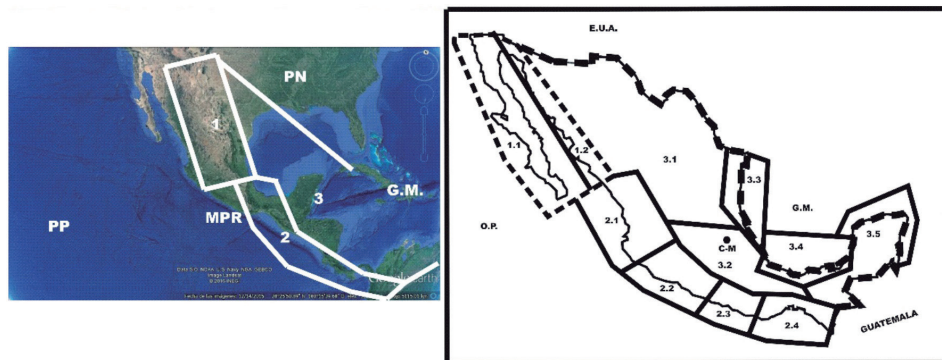 PN
1
G.M.
3
MPR
PP
2
E.U.A.
1.1
1.2
3.1
3.3
2.1
G.M.
O.P.
C-M
3.4
3.5
3.2
2.2
2.3
2.4
GUATEMALA